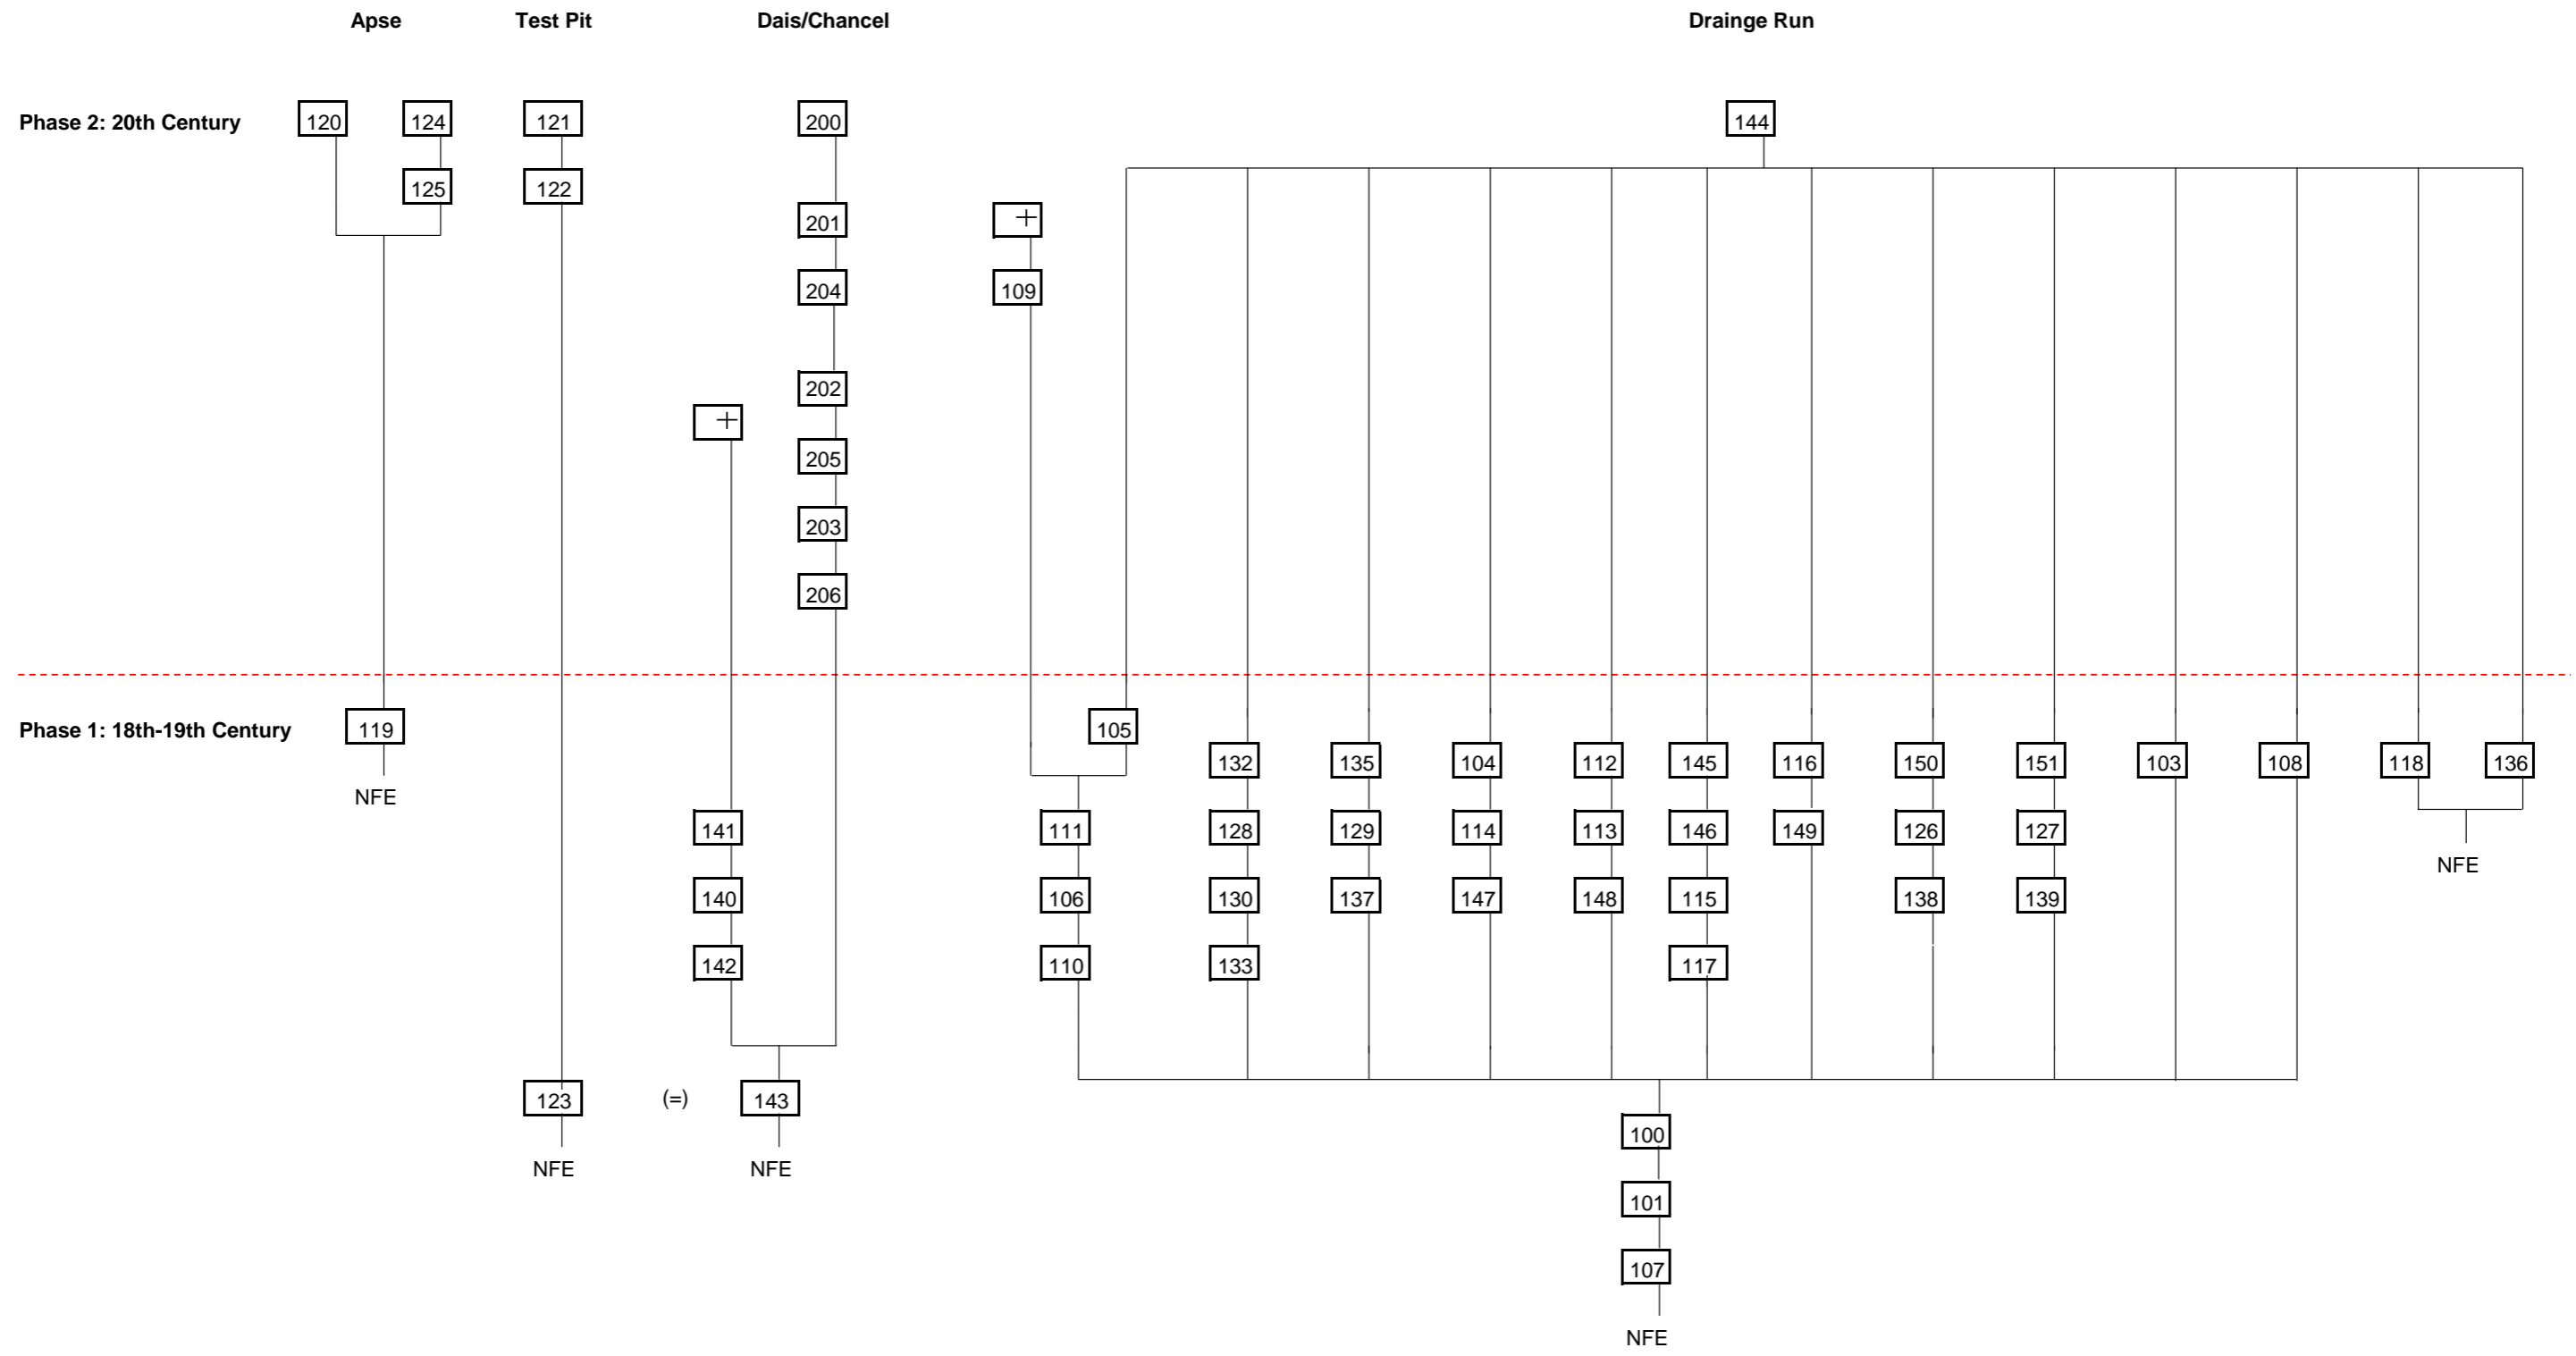 Apse Test Pit Dais/Chancel Drainge Run
Phase 2: 20th Century 120 124 121 200 144
125 122
+ 201
109 204
202
+
205
203
206
Phase 1: 18th-19th Century 119 105
132 135 104 112 145 116 150 151 103 108 118 136
NFE
141 111 128 129 114 113 146 149 126 127
NFE
140 106 130 137 147 148 115 138 139
142 110 133 117
123 (=) 143
100
NFE NFE
101
107
NFE